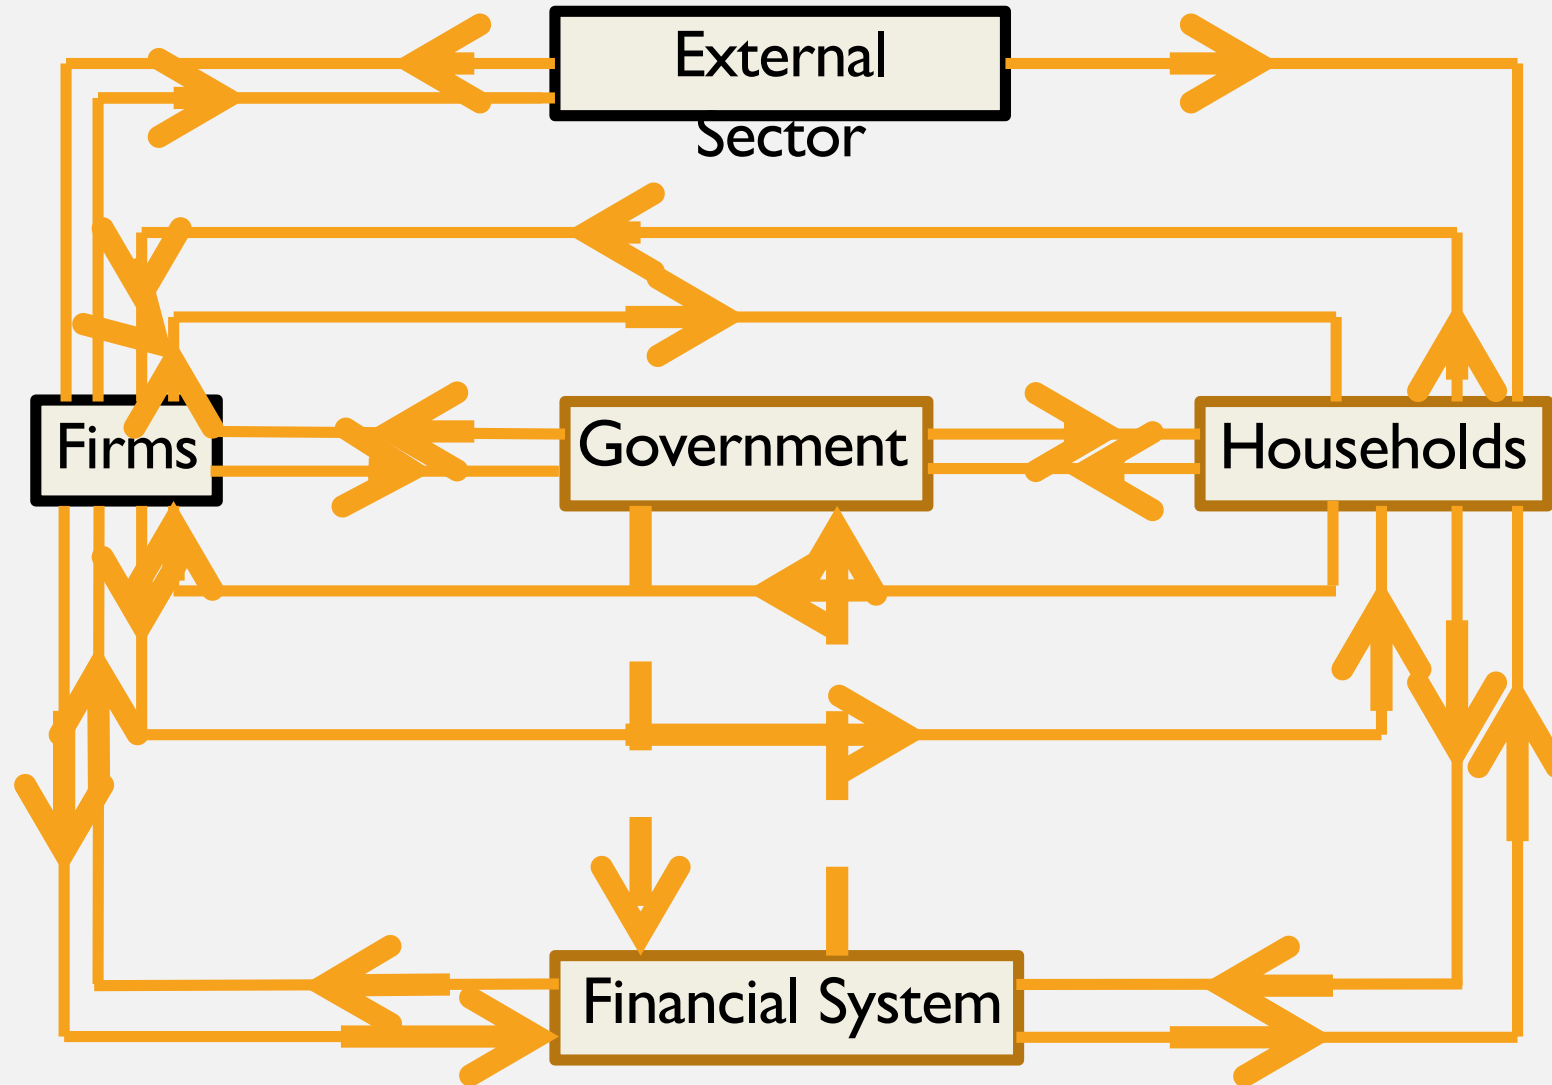 External
Sector
Firms
Government
Households
Financial System